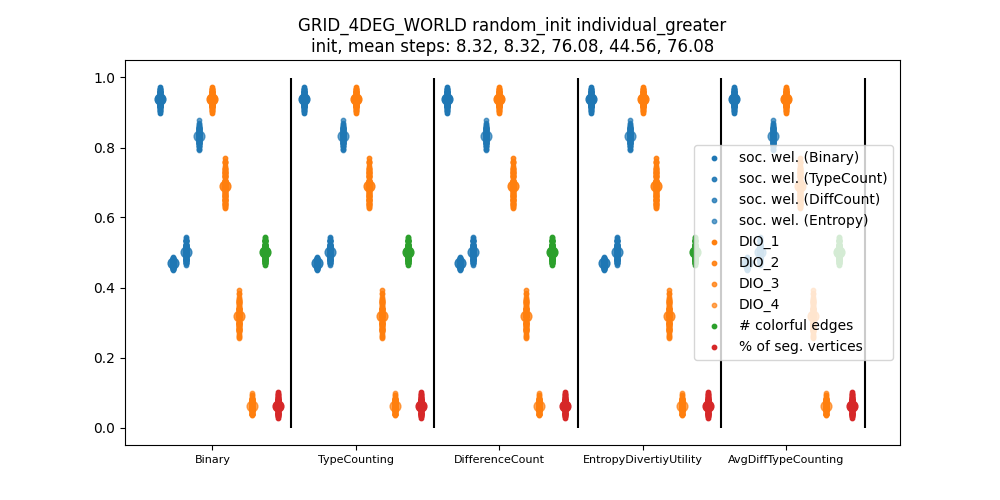 GRID_4DEG_WORLD random_init individual_greater
init, mean steps: 8.32, 8.32, 76.08, 44.56, 76.08
1.0
0.8
0.6
0.4
0.2
0.0
soc. wel. (Binary)
soc. wel. (TypeCount)
soc. wel. (DiffCount)
soc. wel. (Entropy)
DIO_1
DIO_2
DIO_3
DIO_4
# colorful edges
% of seg. vertices
Binary
TypeCounting
DifferenceCount
EntropyDivertiyUtility
AvgDiffTypeCounting